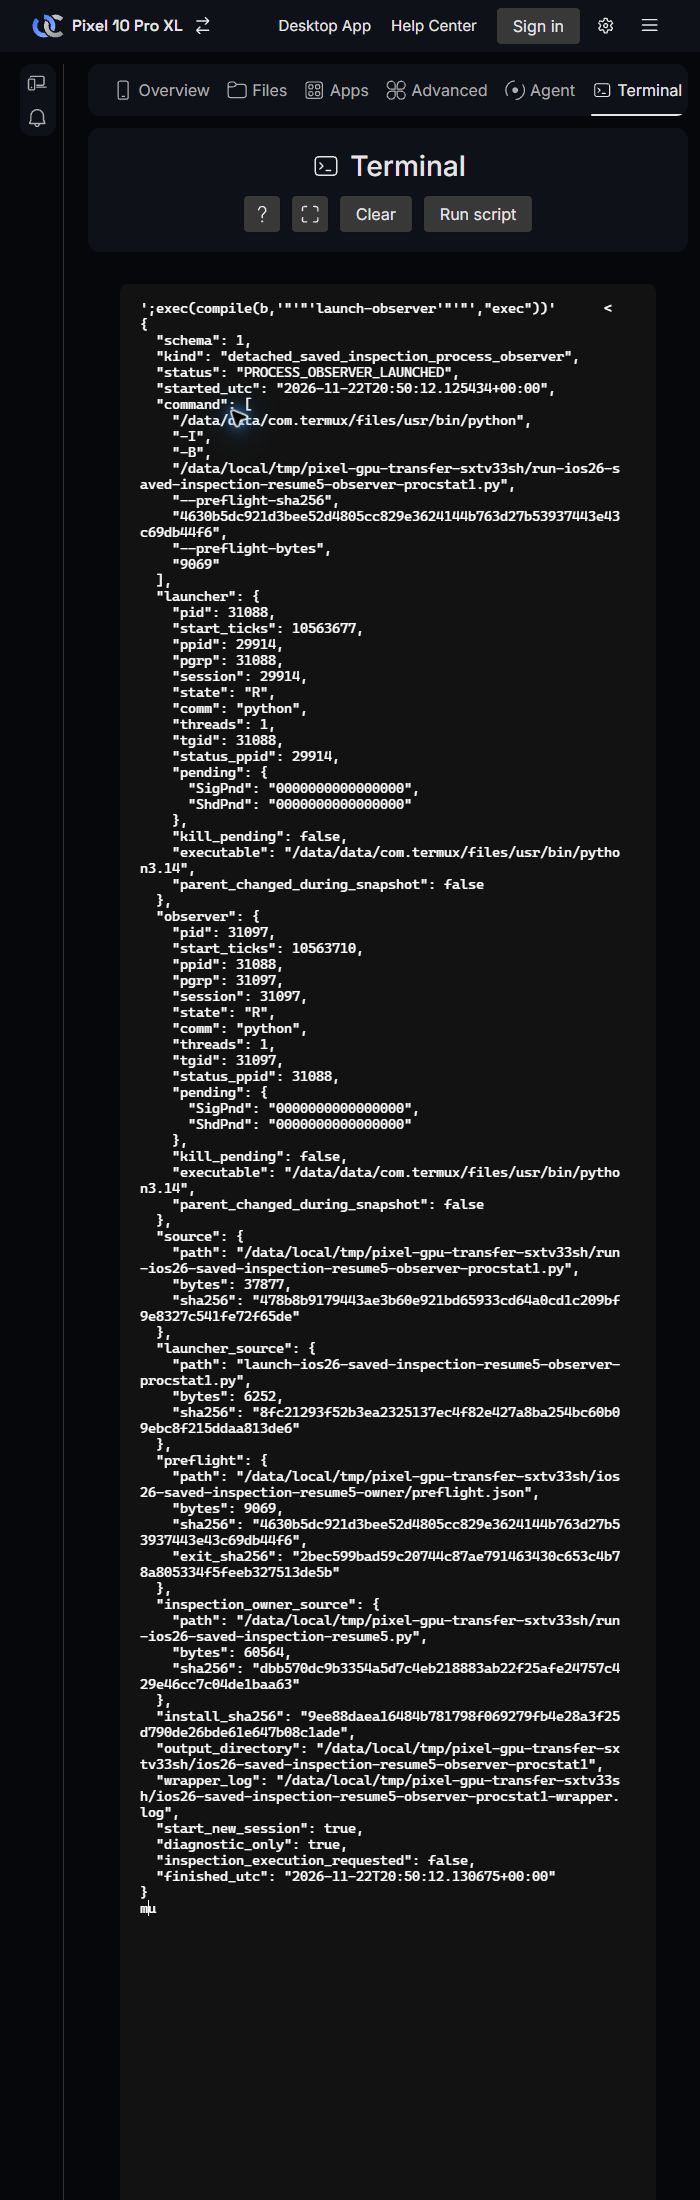 Pixel 10 Pro XL
Desktop App
Help Center
Sign in
Overview
Files
Apps
Advanced
Agent
Terminal
Terminal
?
Clear
Run script
';exec(compile(b,'"'"'launch-observer'"'"',"exec"))' <
{
"schema": 1,
"kind": "detached_saved_inspection_process_observer",
"status": "PROCESS_OBSERVER_LAUNCHED",
"started_utc": "2026-11-22T20:50:12.125434+00:00",
"command": [
"/data/data/com.termux/files/usr/bin/python",
"-I",
"-B",
"/data/local/tmp/pixel-gpu-transfer-sxtv33sh/run-ios26-s
aved-inspection-resume5-observer-procstat1.py",
"--preflight-sha256",
"4630b5dc921d3bee52d4805cc829e3624144b763d27b53937443e43
c69db44f6",
"--preflight-bytes",
"9069"
],
"launcher": {
"pid": 31088,
"start_ticks": 10563677,
"ppid": 29914,
"pgrp": 31088,
"session": 29914,
"state": "R",
"comm": "python",
"threads": 1,
"tgid": 31088,
"status_ppid": 29914,
"pending": {
"SigPnd": "0000000000000000",
"ShdPnd": "0000000000000000"
},
"kill_pending": false,
"executable": "/data/data/com.termux/files/usr/bin/pytho
n3.14",
"parent_changed_during_snapshot": false
},
"observer": {
"pid": 31097,
"start_ticks": 10563710,
"ppid": 31088,
"pgrp": 31097,
"session": 31097,
"state": "R",
"comm": "python",
"threads": 1,
"tgid": 31097,
"status_ppid": 31088,
"pending": {
"SigPnd": "0000000000000000",
"ShdPnd": "0000000000000000"
},
"kill_pending": false,
"executable": "/data/data/com.termux/files/usr/bin/pytho
n3.14",
"parent_changed_during_snapshot": false
},
"source": {
"path": "/data/local/tmp/pixel-gpu-transfer-sxtv33sh/run
-ios26-saved-inspection-resume5-observer-procstat1.py",
"bytes": 37877,
"sha256": "478b8b9179443ae3b60e921bd65933cd64a0cd1c209bf
9e8327c541fe72f65de"
},
"launcher_source": {
"path": "launch-ios26-saved-inspection-resume5-observer-
procstat1.py",
"bytes": 6252,
"sha256": "8fc21293f52b3ea2325137ec4f82e427a8ba254bc60b0
9ebc8f215ddaa813de6"
},
"preflight": {
"path": "/data/local/tmp/pixel-gpu-transfer-sxtv33sh/ios
26-saved-inspection-resume5-owner/preflight.json",
"bytes": 9069,
"sha256": "4630b5dc921d3bee52d4805cc829e3624144b763d27b5
3937443e43c69db44f6",
"exit_sha256": "2bec599bad59c20744c87ae791463430c653c4b7
8a805334f5feeb327513de5b"
},
"inspection_owner_source": {
"path": "/data/local/tmp/pixel-gpu-transfer-sxtv33sh/run
-ios26-saved-inspection-resume5.py",
"bytes": 60564,
"sha256": "dbb570dc9b3354a5d7c4eb218883ab22f25afe24757c4
29e46cc7c04de1baa63"
},
"install_sha256": "9ee88daea16484b781798f069279fb4e28a3f25
d790de26bde61e647b08c1ade",
"output_directory": "/data/local/tmp/pixel-gpu-transfer-sx
tv33sh/ios26-saved-inspection-resume5-observer-procstat1",
"wrapper_log": "/data/local/tmp/pixel-gpu-transfer-sxtv33s
h/ios26-saved-inspection-resume5-observer-procstat1-wrapper.
log",
"start_new_session": true,
"diagnostic_only": true,
"inspection_execution_requested": false,
"finished_utc": "2026-11-22T20:50:12.130675+00:00"
}
mu